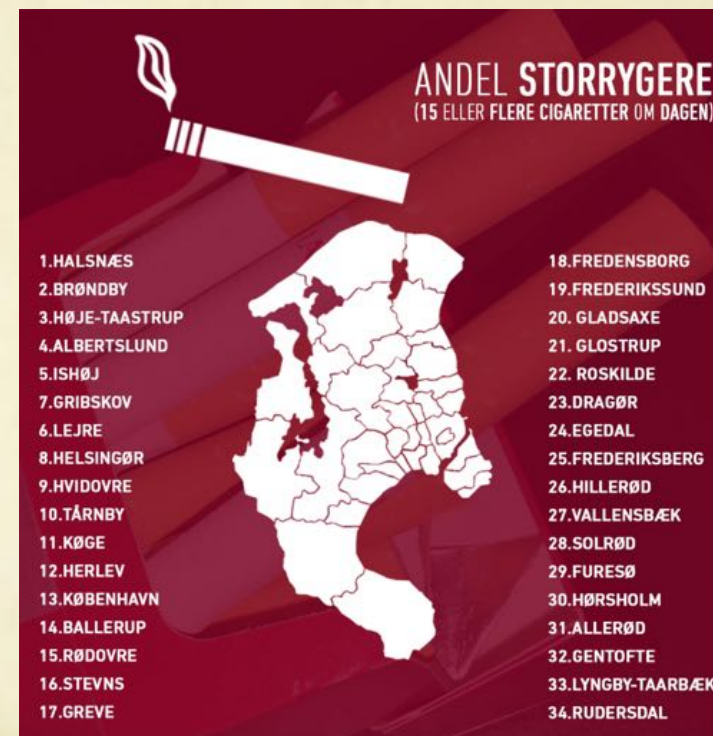 ANDEL STORRYGERE
(15 ELLER FLERE CIGARETTER OM DAGEN)
1.HALSNÆS
2.BRØNDBY
3.HØJE-TAASTRUP
4.ALBERTSLUND
5.ISHØJ
7.GRIBSKOV
6.LEJRE
8.HELSINGØR
9.HVIDOVRE
10.TÅRNBY
11.KØGE
12.HERLEV
13.KØBENHAVN
14.BALLERUP
15.RØDOVRE
16.STEVNS
17.GREVE
18.FREDENSBORG
19.FREDERIKSSUND
20. GLADSAXE
21. GLOSTRUP
22. ROSKILDE
23.DRAGØR
24.EGEDAL
25.FREDERIKSBERG
26.HILLERØD
27.VALLENSBÆK
28.SOLRØD
29.FURESØ
30.HØRSHOLM
31.ALLERØD
32.GENTOFTE
33.LYNGBY-TAARBÆK
34.RUDERSDAL